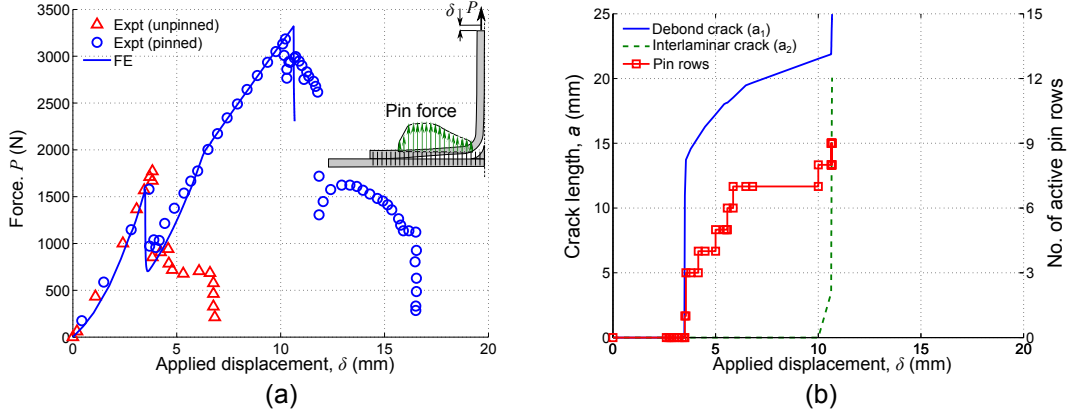 δ
P
Expt (unpinned)
Expt (pinned)
FE
Pin force
3500
3000
2500
2000
1500
1000
500
0
Force. P (N)
0
5
10
15
20
Applied displacement, δ (mm)
(a)
Debond crack (a₁)
Interlaminar crack (a₂)
Pin rows
25
20
15
10
5
0
Crack length, a (mm)
15
12
9
6
3
0
No. of active pin rows
0
5
10
15
20
Applied displacement, δ (mm)
(b)